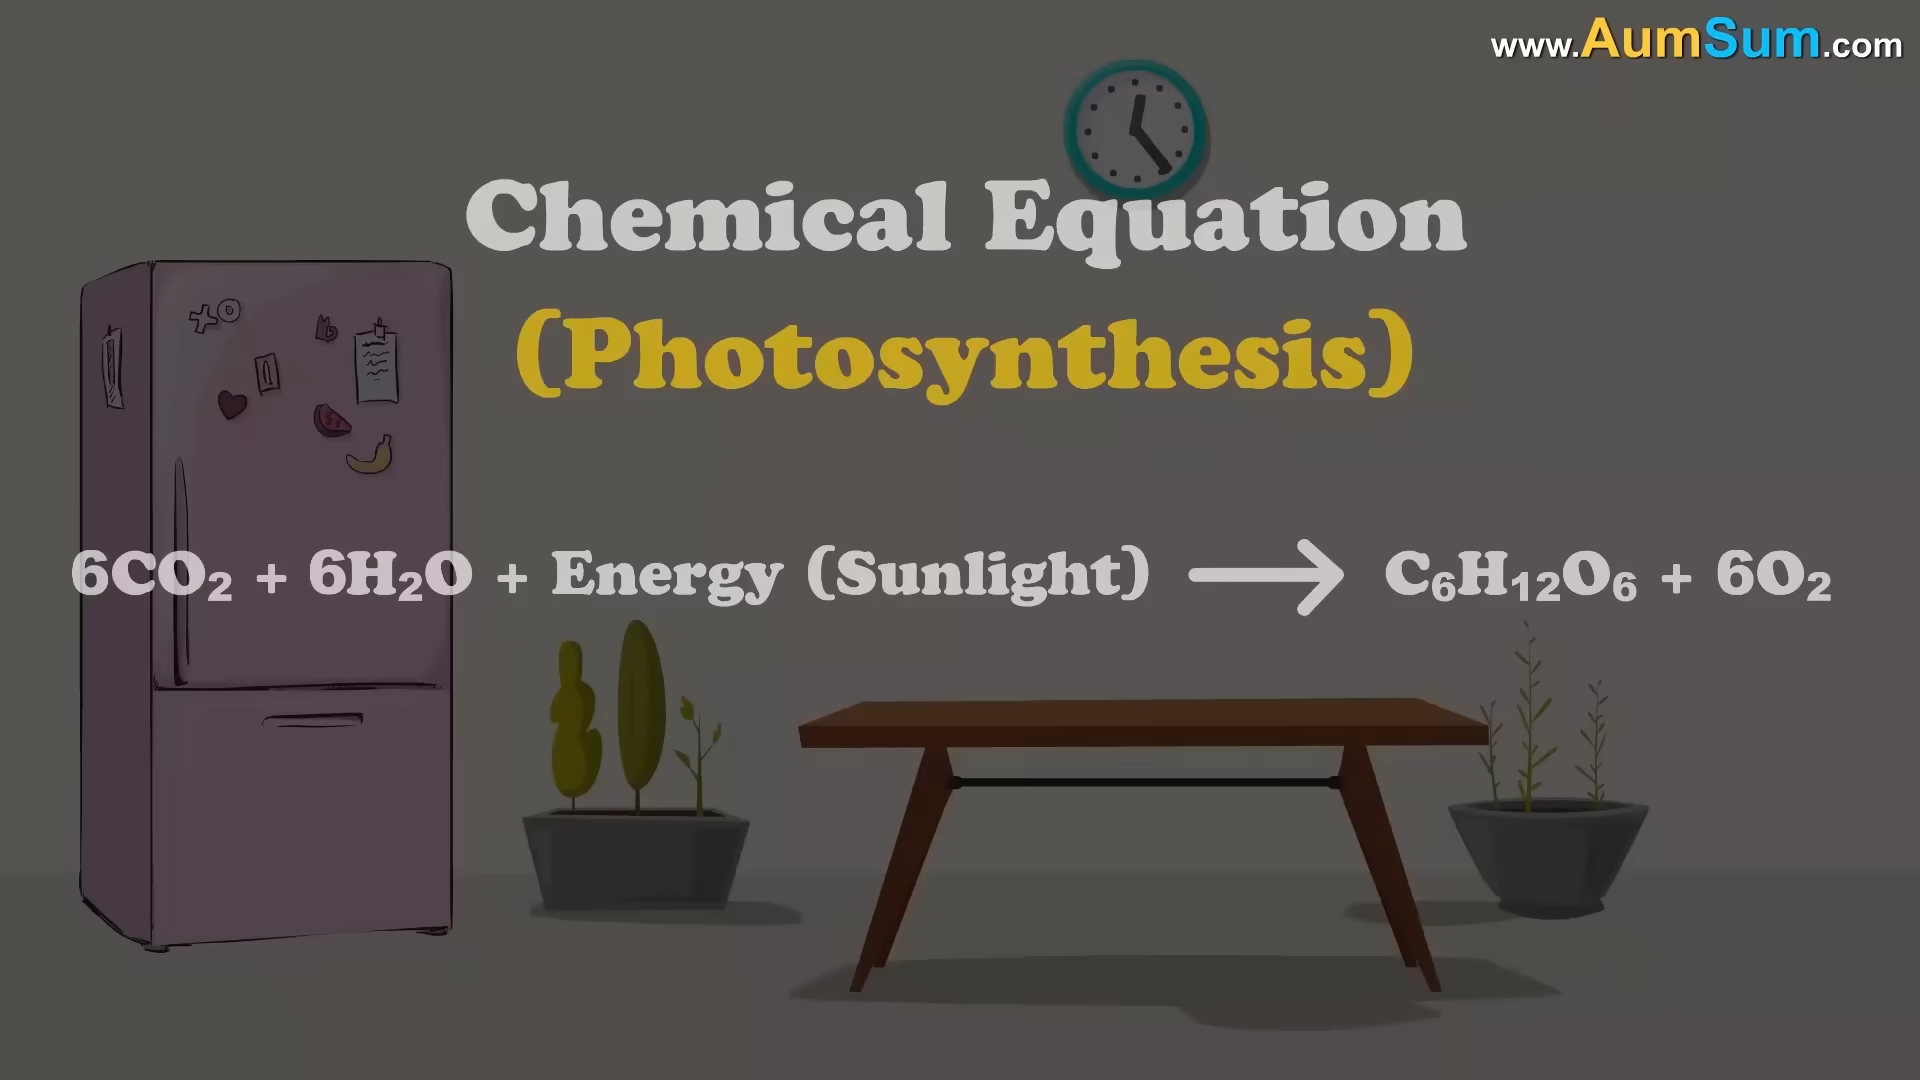 www.AumSum.com
Chemical Equation
(Photosynthesis)
6CO₂ + 6H₂O + Energy (Sunlight) → C₆H₁₂O₆ + 6O₂